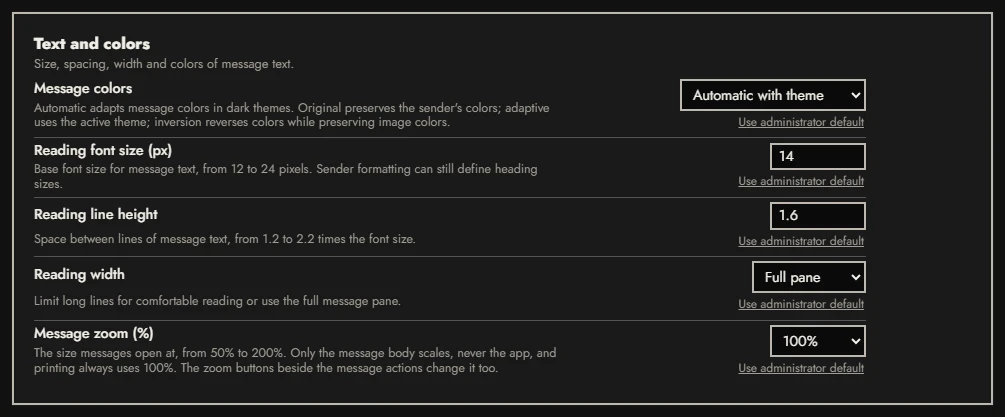 Text and colors
Size, spacing, width and colors of message text.
Message colors
Automatic with theme
Automatic adapts message colors in dark themes. Original preserves the sender's colors; adaptive
uses the active theme; inversion reverses colors while preserving image colors.
Use administrator default
Reading font size (px)
14
Base font size for message text, from 12 to 24 pixels. Sender formatting can still define heading
sizes.
Use administrator default
Reading line height
1.6
Space between lines of message text, from 1.2 to 2.2 times the font size.
Use administrator default
Reading width
Full pane
Limit long lines for comfortable reading or use the full message pane.
Use administrator default
Message zoom (%)
100%
The size messages open at, from 50% to 200%. Only the message body scales, never the app, and
printing always uses 100%. The zoom buttons beside the message actions change it too.
Use administrator default